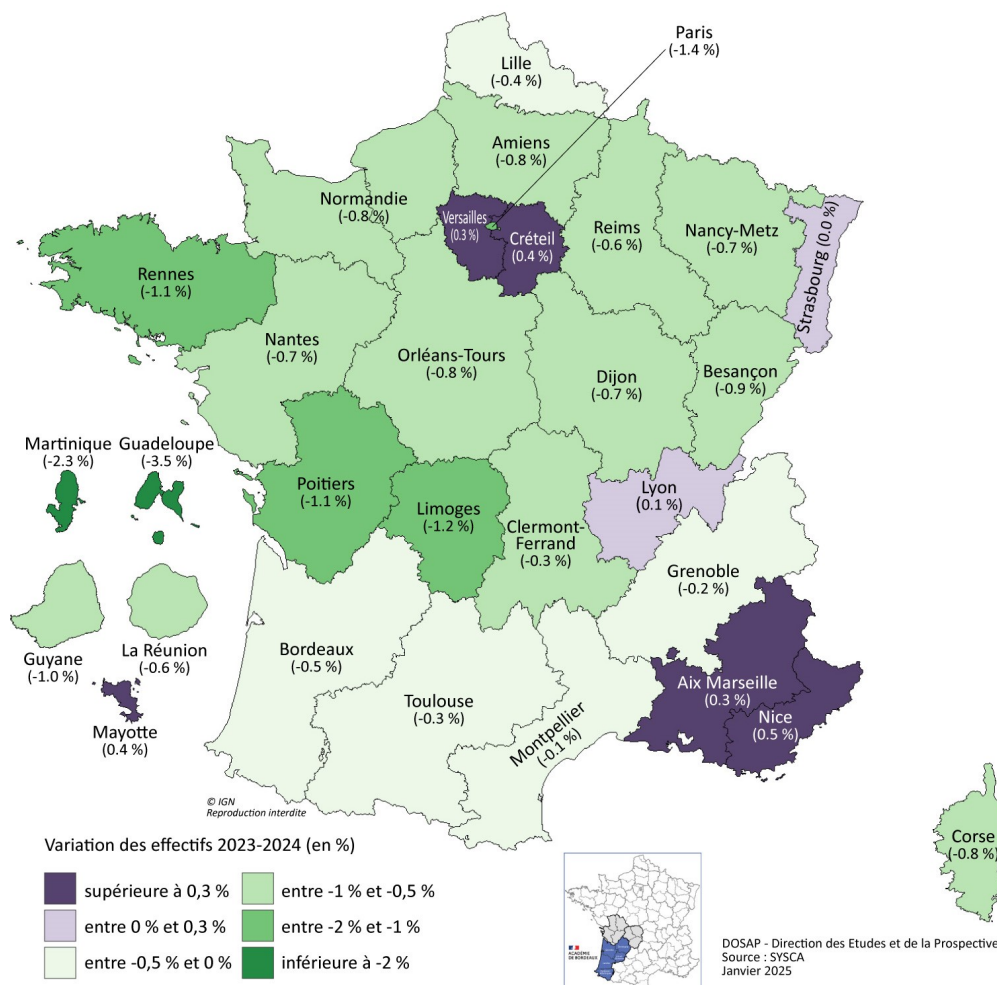 Paris
(-1.4 %)
Lille
(-0.4 %)
Amiens
(-0.8 %)
Normandie
(-0.8 %)
Versailles
(0.3 %)
Créteil
(0.4 %)
Reims
(-0.6 %)
Nancy-Metz
(-0.7 %)
Strasbourg (0.0 %)
Rennes
(-1.1 %)
Nantes
(-0.7 %)
Orléans-Tours
(-0.8 %)
Dijon
(-0.7 %)
Besançon
(-0.9 %)
Martinique
(-2.3 %)
Guadeloupe
(-3.5 %)
Poitiers
(-1.1 %)
Limoges
(-1.2 %)
Clermont-
Ferrand
(-0.3 %)
Lyon
(0.1 %)
Grenoble
(-0.2 %)
Guyane
(-1.0 %)
La Réunion
(-0.6 %)
Mayotte
(0.4 %)
Bordeaux
(-0.5 %)
Toulouse
(-0.3 %)
Montpellier
(-0.1 %)
Aix Marseille
(0.3 %)
Nice
(0.5 %)
Corse
(-0.8 %)
© IGN
Reproduction interdite
Variation des effectifs 2023-2024 (en %)
supérieure à 0,3 %
entre 0 % et 0,3 %
entre -0,5 % et 0 %
entre -1 % et -0,5 %
entre -2 % et -1 %
inférieure à -2 %
ACADÉMIE
DE BORDEAUX
DOSAP - Direction des Etudes et de la Prospective
Source : SYSCA
Janvier 2025